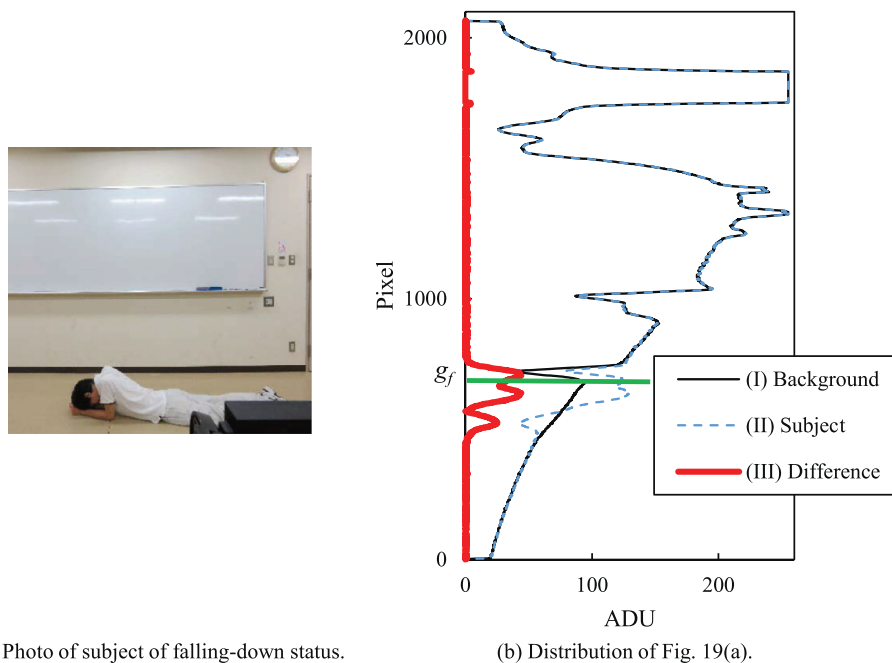 2000
1000
g_f
0
Pixel
0 100 200
ADU
(I) Background
(II) Subject
(III) Difference
Photo of subject of falling-down status.
(b) Distribution of Fig. 19(a).